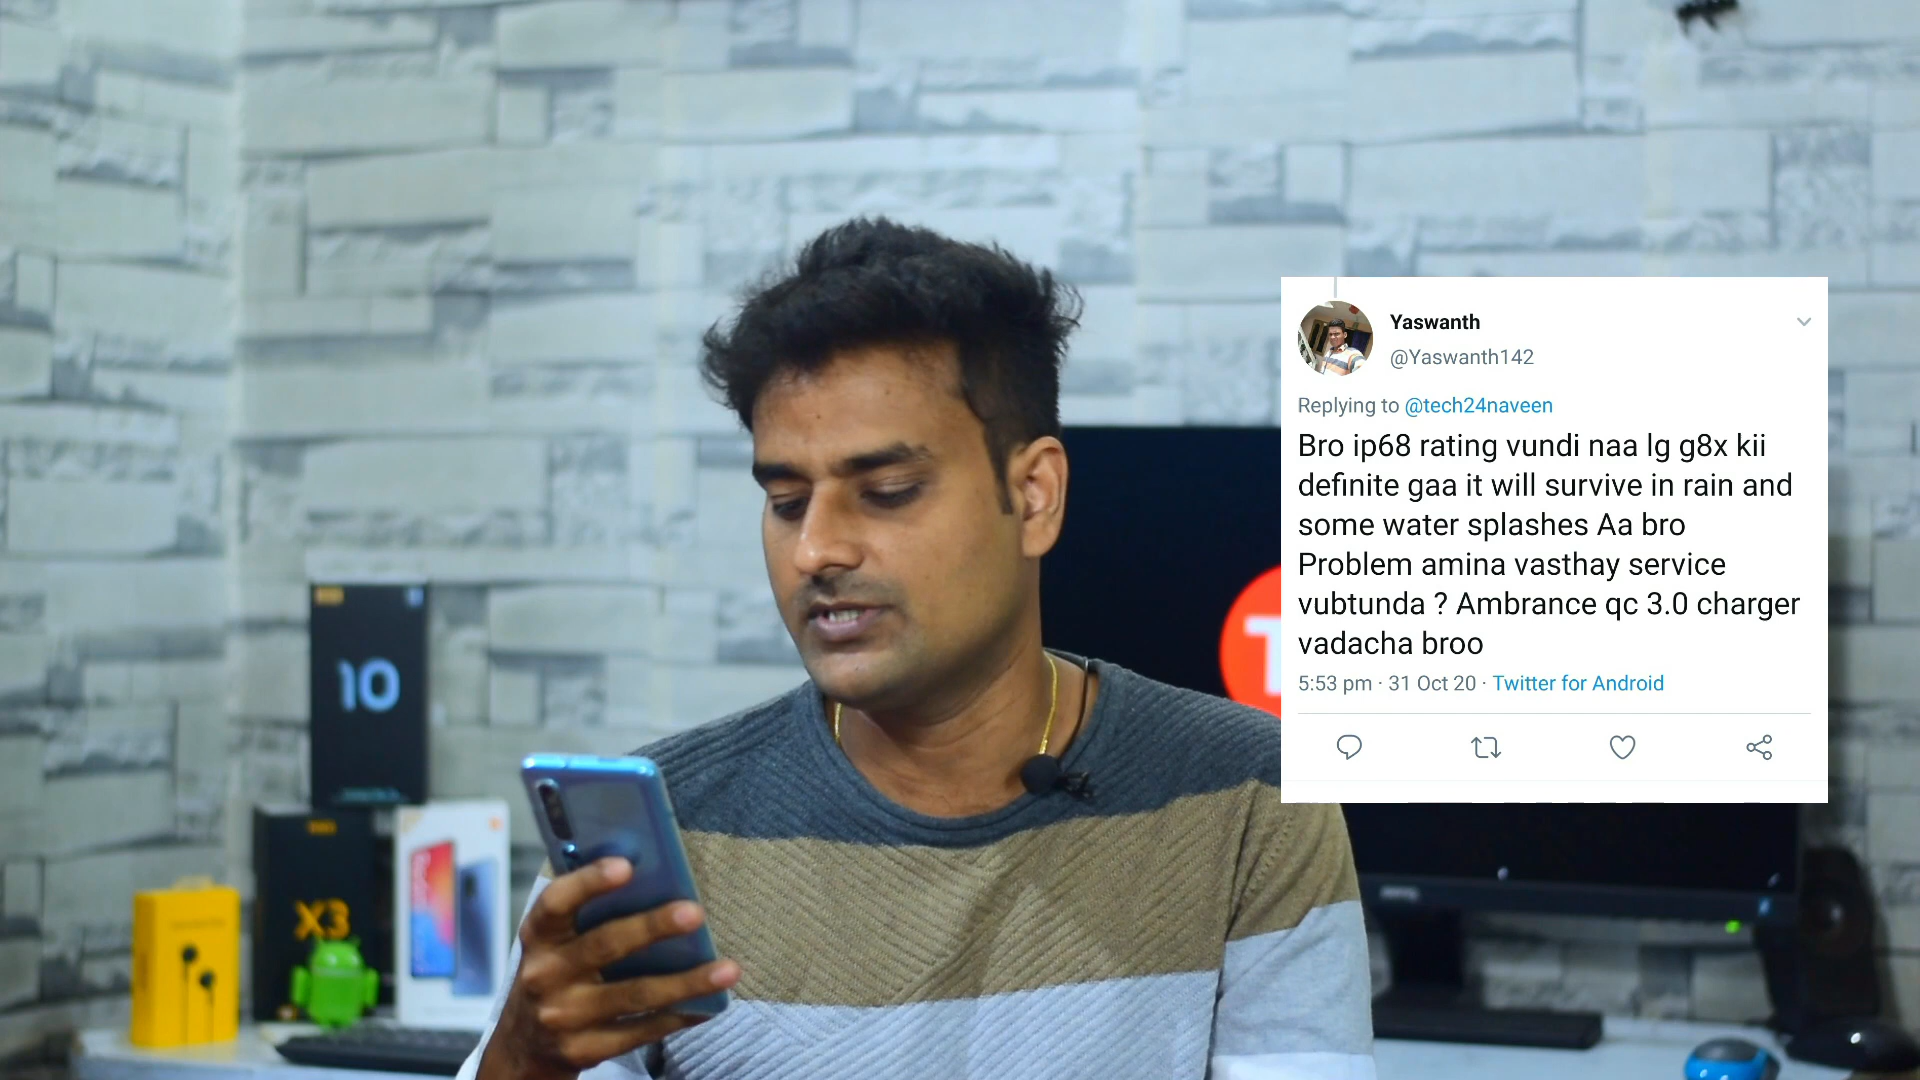 10
X3
T
BenQ
Yaswanth
@Yaswanth142
Replying to @tech24naveen
Bro ip68 rating vundi naa lg g8x kii
definite gaa it will survive in rain and
some water splashes Aa bro
Problem amina vasthay service
vubtunda ? Ambrance qc 3.0 charger
vadacha broo
5:53 pm · 31 Oct 20 · Twitter for Android